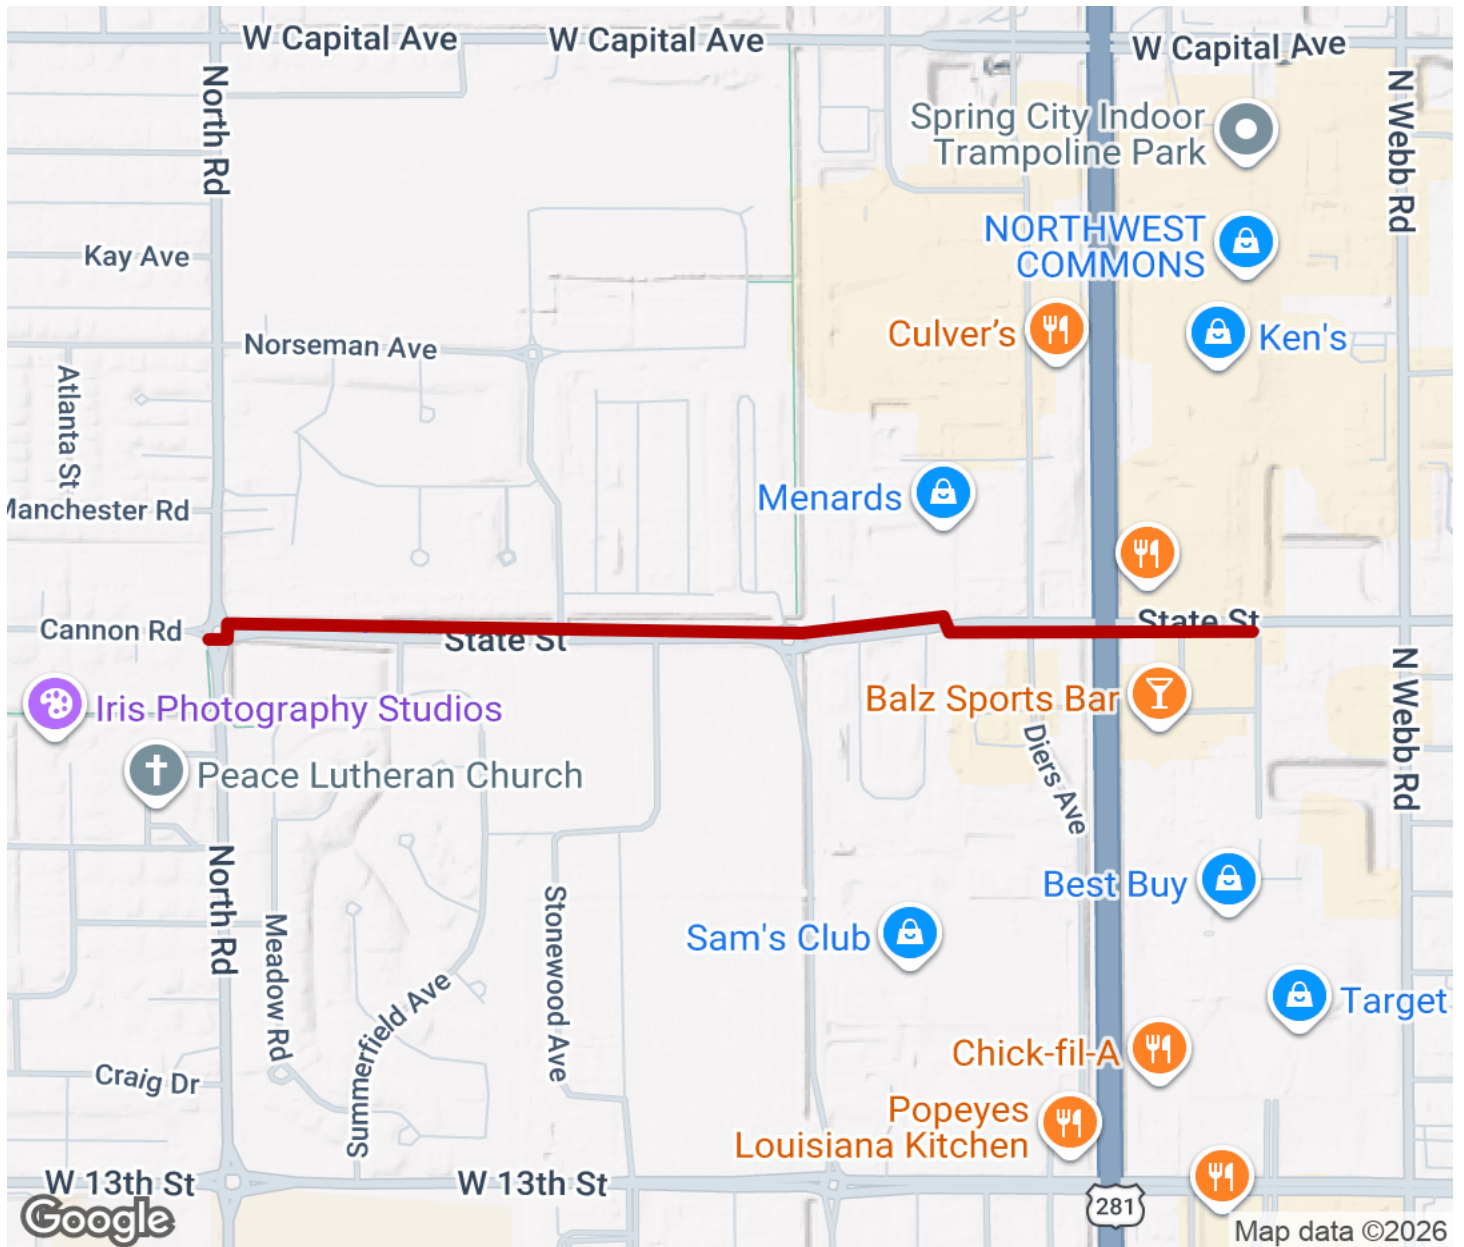 W Capital Ave
W Capital Ave
W Capital Ave
North Rd
N Webb Rd
Spring City Indoor
Trampoline Park
NORTHWEST
COMMONS
Kay Ave
Culver's
Ken's
Norseman Ave
Atlanta St
Menards
Manchester Rd
Cannon Rd
State St
State St
N Webb Rd
Iris Photography Studios
Balz Sports Bar
Diers Ave
Peace Lutheran Church
North Rd
Meadow Rd
Stonewood Ave
Best Buy
Sam's Club
Summerfield Ave
Target
Craig Dr
Chick-fil-A
Popeyes
Louisiana Kitchen
W 13th St
W 13th St
281
Google
Map data ©2026